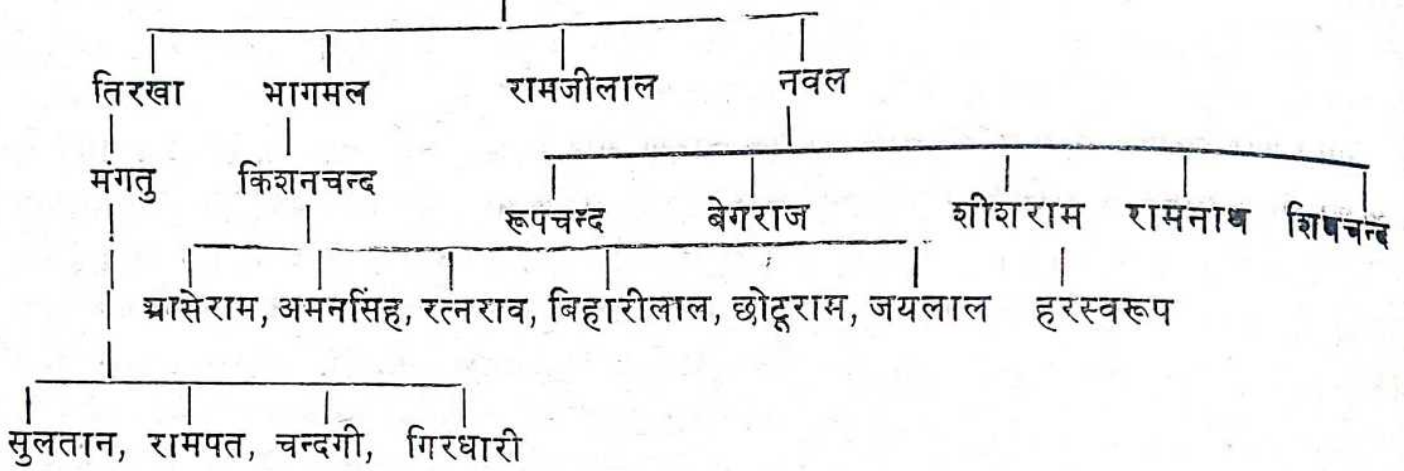 तिरखा भागमल रामजीलाल नवल
मंगतु किशनचन्द
रूपचन्द बेगराज शीशराम रामनाथ शिवचन्द
आसेराम, अमनसिंह, रत्नराव, बिहारीलाल, छोटूराम, जयलाल हरस्वरूप
सुलतान, रामपत, चन्दगी, गिरधारी